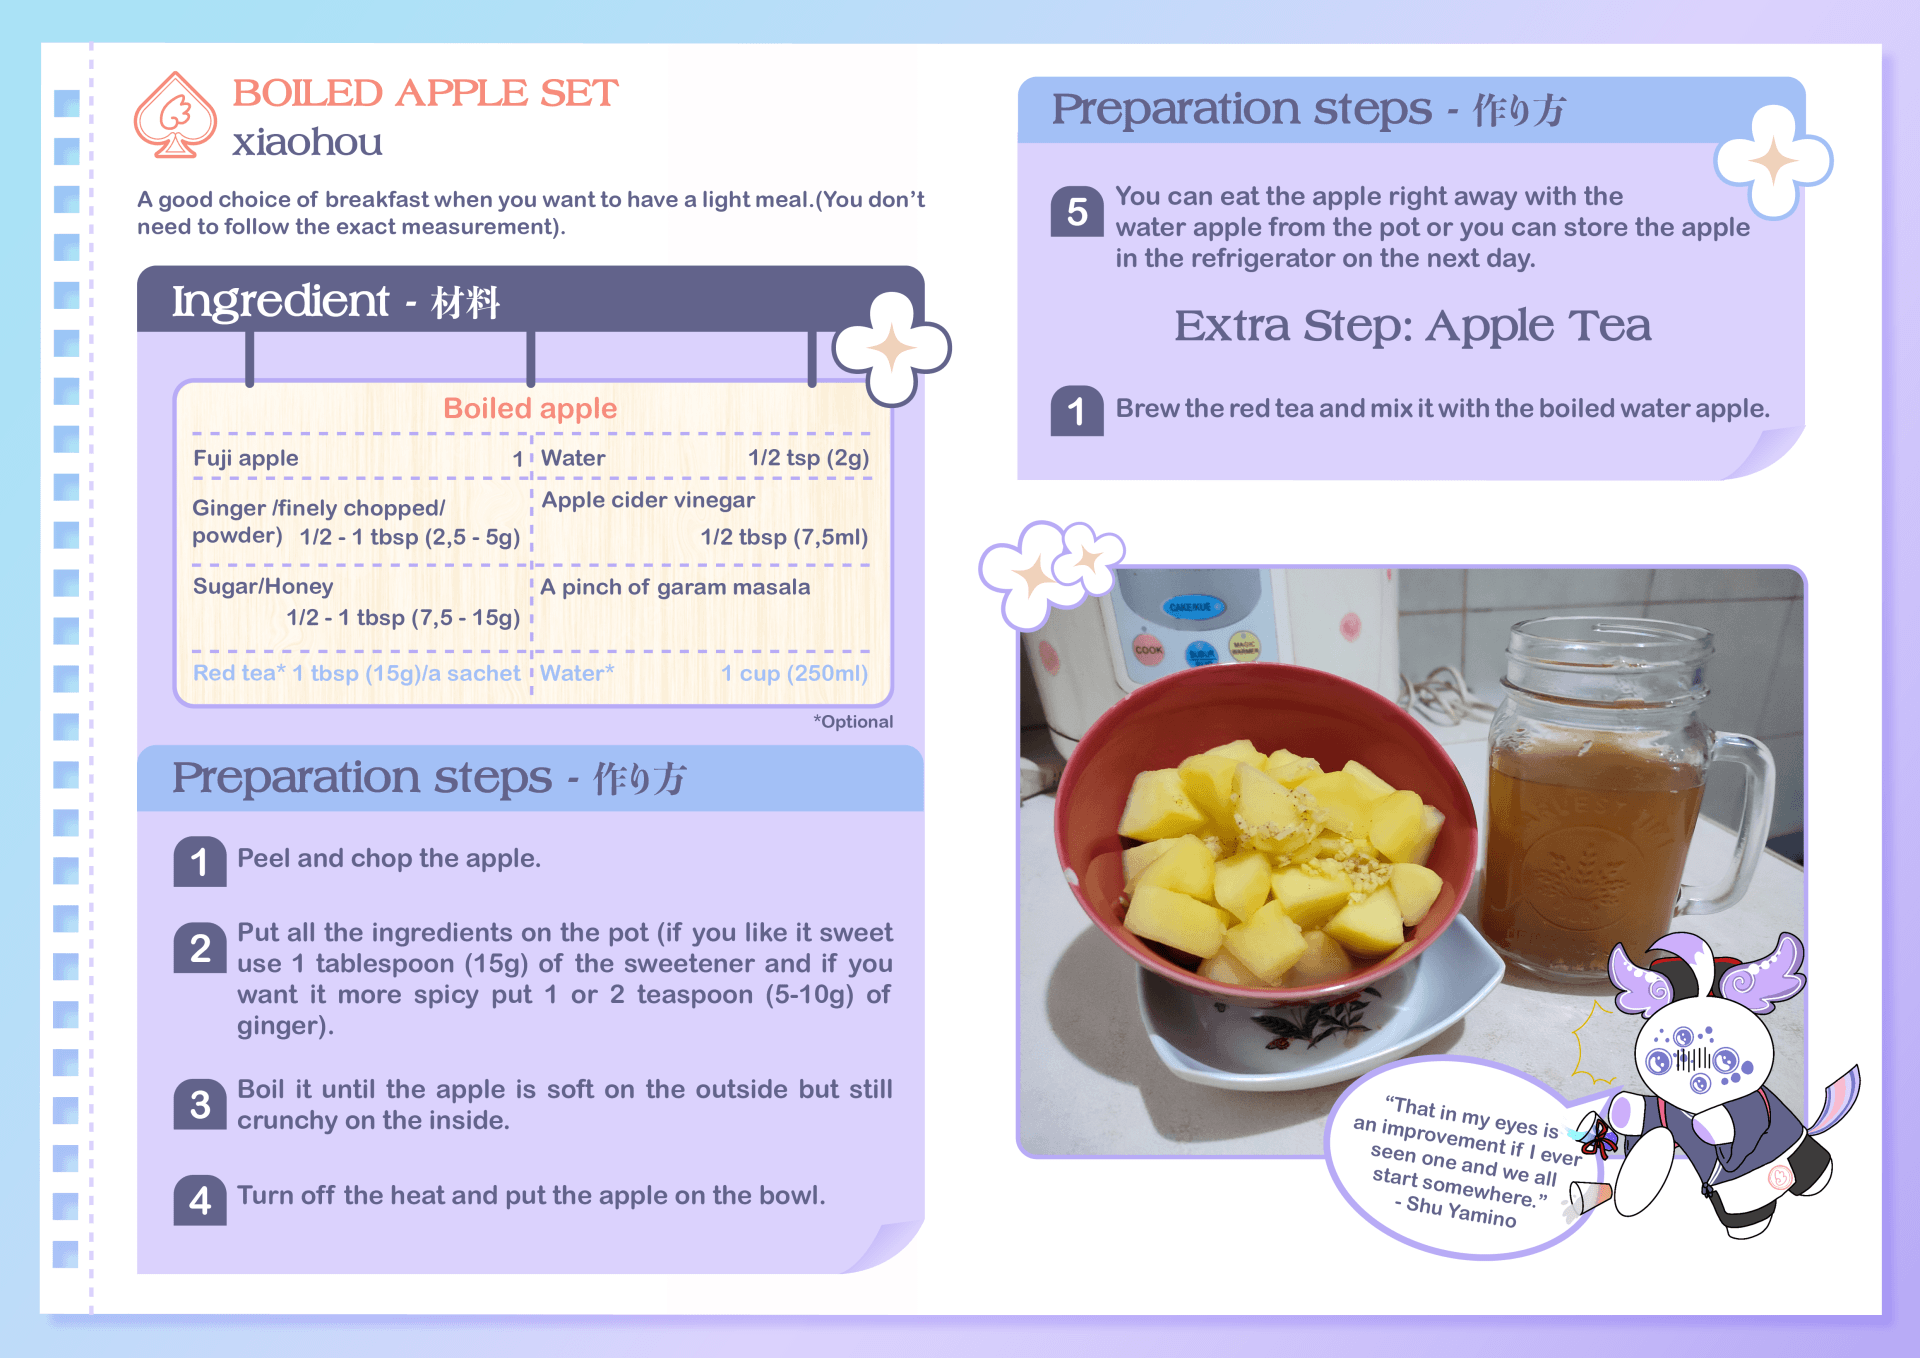 BOILED APPLE SET
xiaohou
A good choice of breakfast when you want to have a light meal.(You don't
need to follow the exact measurement).
Ingredient - 材料
Boiled apple
Fuji apple 1
Water 1/2 tsp (2g)
Ginger /finely chopped/
powder) 1/2 - 1 tbsp (2,5 - 5g)
Apple cider vinegar
1/2 tbsp (7,5ml)
Sugar/Honey
1/2 - 1 tbsp (7,5 - 15g)
A pinch of garam masala
Red tea* 1 tbsp (15g)/a sachet
Water* 1 cup (250ml)
*Optional
Preparation steps - 作り方
1 Peel and chop the apple.
2 Put all the ingredients on the pot (if you like it sweet
use 1 tablespoon (15g) of the sweetener and if you
want it more spicy put 1 or 2 teaspoon (5-10g) of
ginger).
3 Boil it until the apple is soft on the outside but still
crunchy on the inside.
4 Turn off the heat and put the apple on the bowl.
Preparation steps - 作り方
5 You can eat the apple right away with the
water apple from the pot or you can store the apple
in the refrigerator on the next day.
Extra Step: Apple Tea
1 Brew the red tea and mix it with the boiled water apple.
CAKE/KUE
COOK
BUBUR
MAGIC
WARMER
"That in my eyes is
an improvement if I ever
seen one and we all
start somewhere."
- Shu Yamino